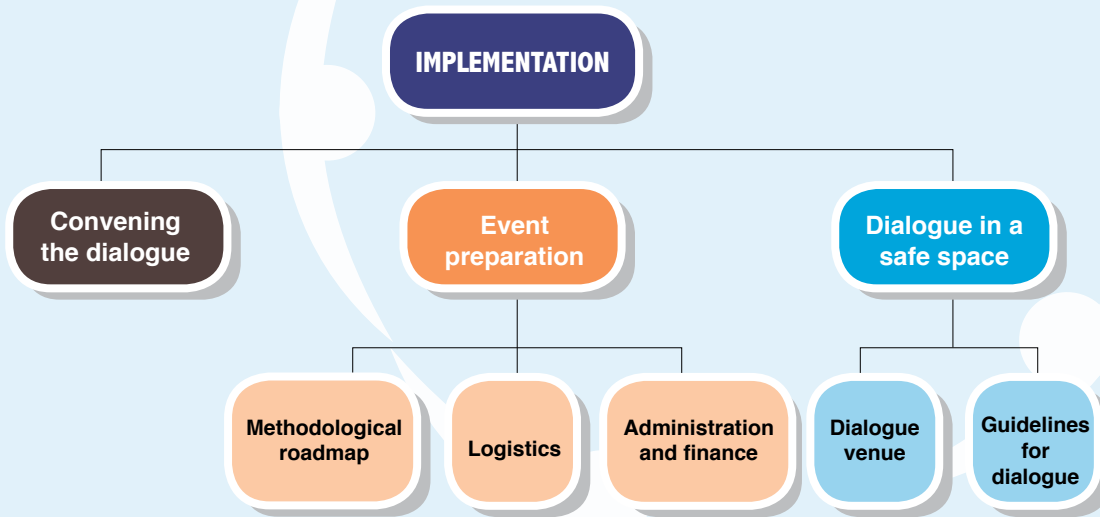 IMPLEMENTATION
Convening
the dialogue
Event
preparation
Dialogue in a
safe space
Methodological
roadmap
Logistics
Administration
and finance
Dialogue
venue
Guidelines
for
dialogue